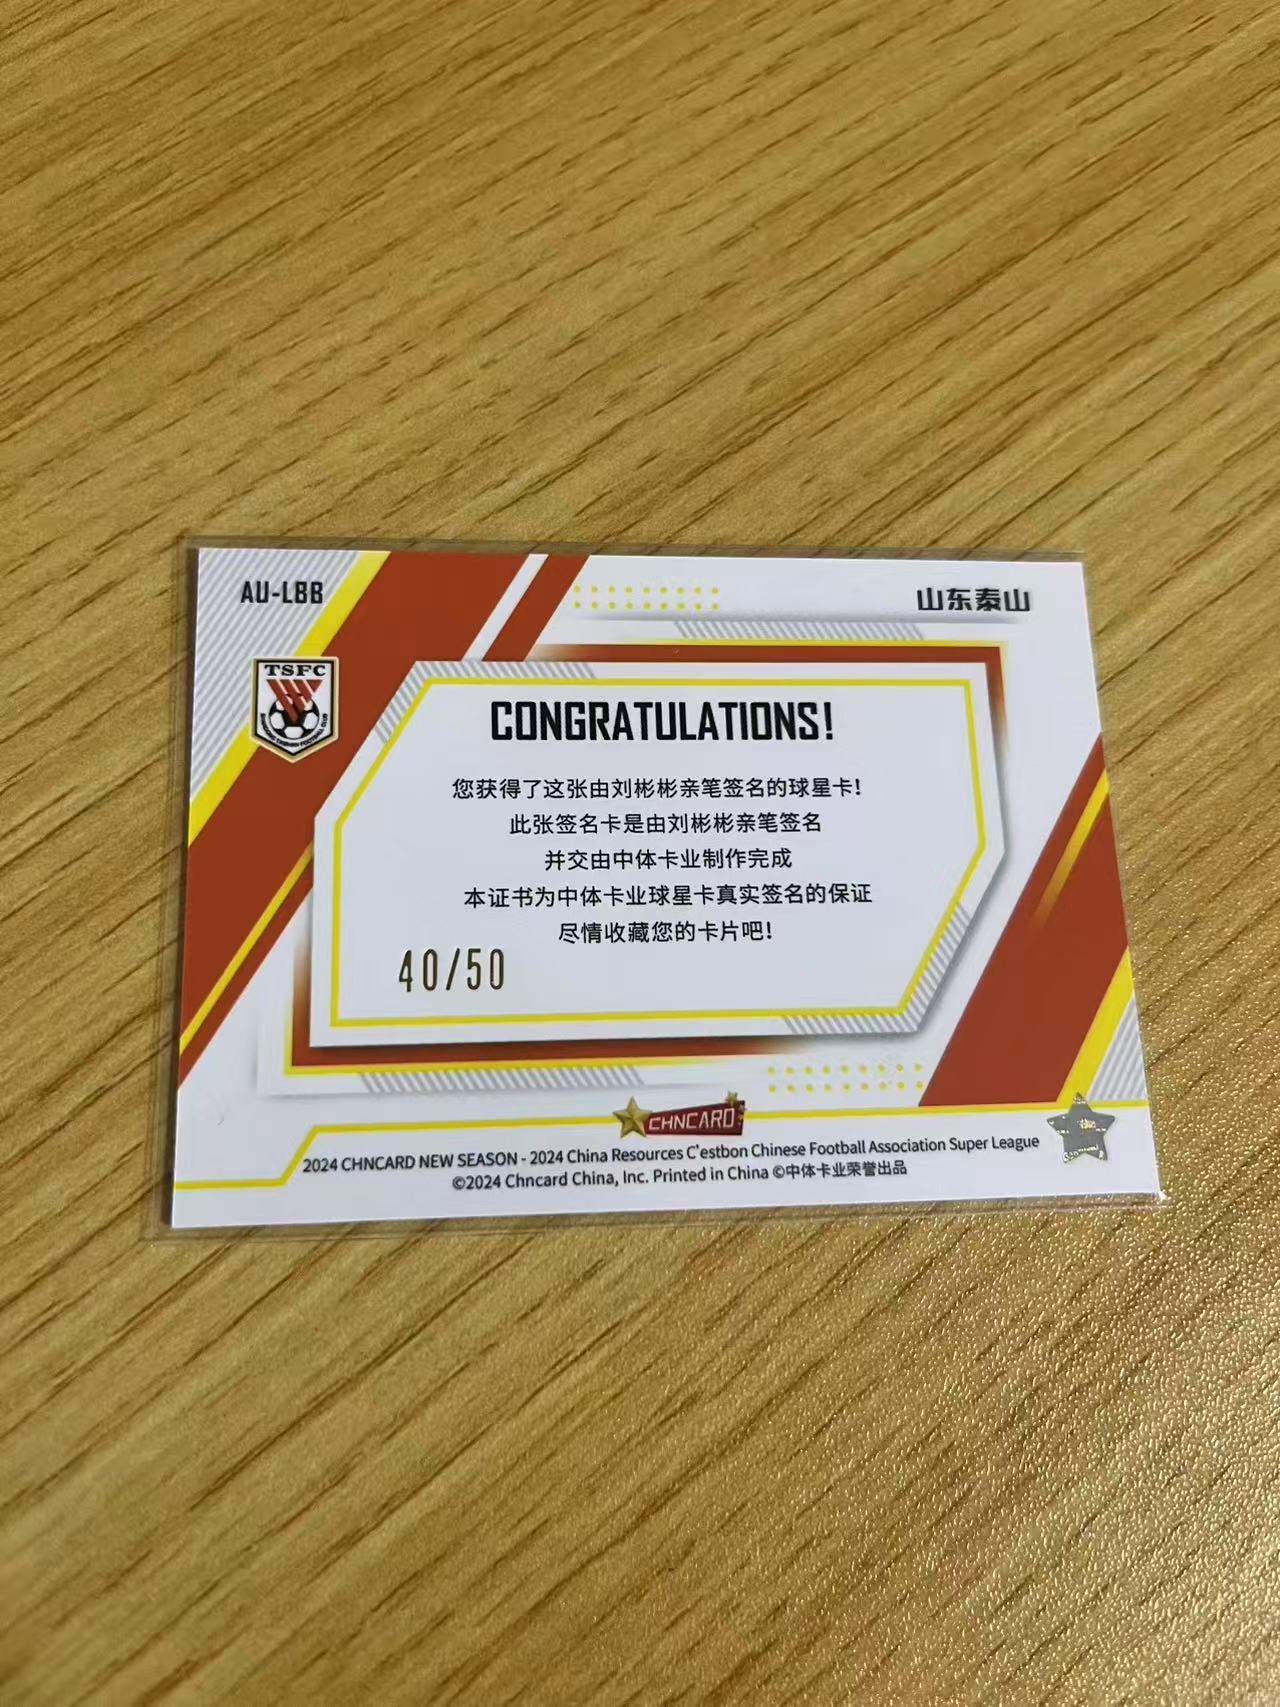 AU-LBB
山东泰山
TSFC
CONGRATULATIONS!
您获得了这张由刘彬彬亲笔签名的球星卡!
此张签名卡是由刘彬彬亲笔签名
并交由中体卡业制作完成
本证书为中体卡业球星卡真实签名的保证
尽情收藏您的卡片吧!
40/50
CHNCARD
2024 CHNCARD NEW SEASON - 2024 China Resources C'estbon Chinese Football Association Super League
©2024 Chncard China, Inc. Printed in China ©中体卡业荣誉出品